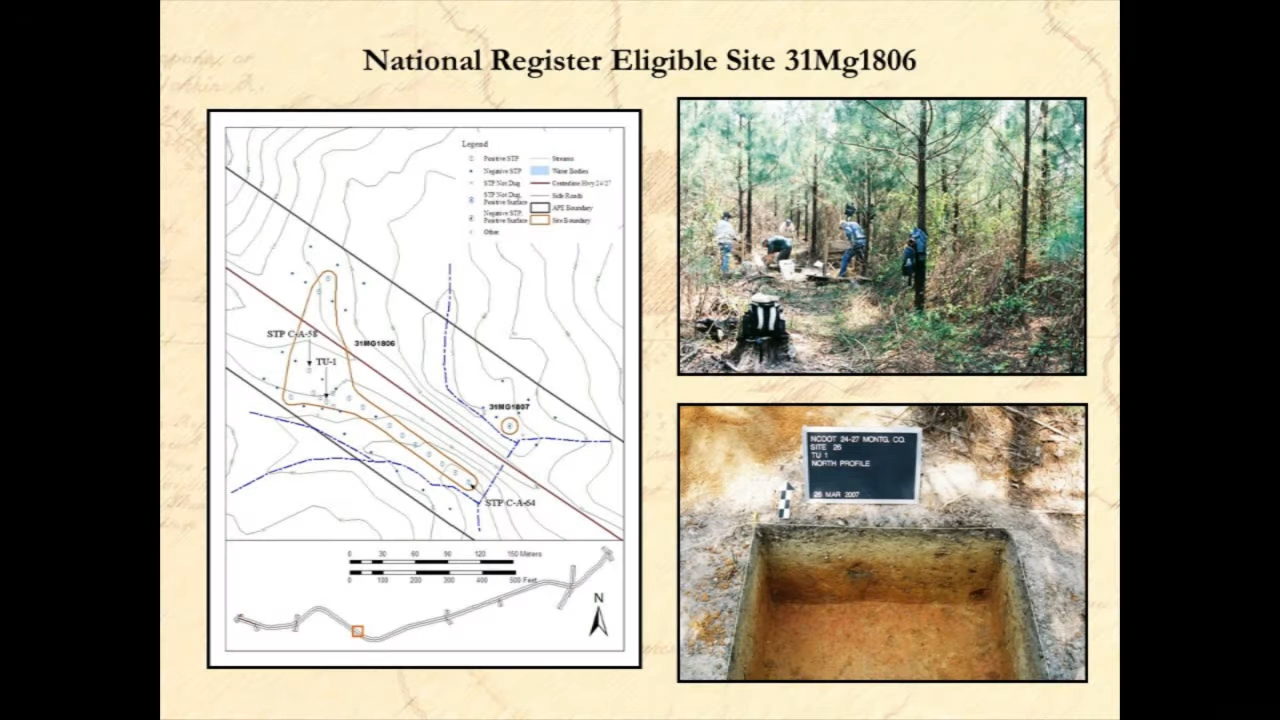 National Register Eligible Site 31Mg1806
Legend
Positive STP
Negative STP
STP Not Dug
STP Not Dug,
Positive Surface
Negative STP,
Positive Surface
Other
Streams
Water Bodies
Centerline Hwy 24/27
Side Roads
APE Boundary
Site Boundary
STP C-A-58
31MG1806
TU-1
31MG1807
STP C-A-64
0 30 60 90 120 150 Meters
0 100 200 300 400 500 Feet
N
NCDOT 24-27 MONTG. CO.
SITE 26
TU 1
NORTH PROFILE
26 MAR 2007